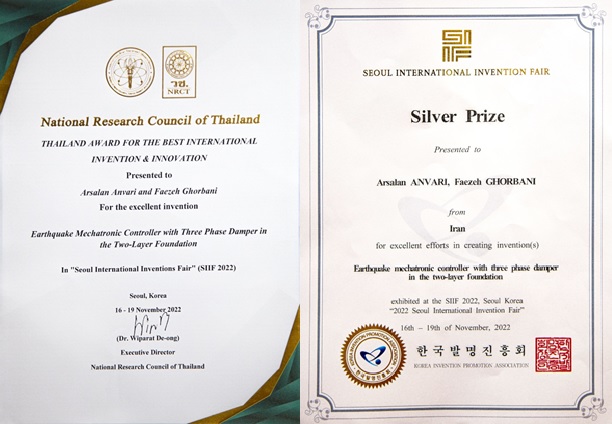 วช.
NRCT
National Research Council of Thailand
THAILAND AWARD FOR THE BEST INTERNATIONAL
INVENTION & INNOVATION
Presented to
Arsalan Anvari and Faezeh Ghorbani
For the excellent invention
Earthquake Mechatronic Controller with Three Phase Damper in
the Two-Layer Foundation
In "Seoul International Inventions Fair" (SIIF 2022)
Seoul, Korea
16 - 19 November 2022
(Dr. Wiparat De-ong)
Executive Director
National Research Council of Thailand
SIIF
SEOUL INTERNATIONAL INVENTION FAIR
Silver Prize
Presented to
Arsalan ANVARI, Faezeh GHORBANI
from
Iran
for excellent efforts in creating invention(s)
Earthquake mechatronic controller with three phase damper
in the two-layer foundation
exhibited at the SIIF 2022, Seoul Korea
"2022 Seoul International Invention Fair"
16th – 19th of November, 2022
한국발명진흥회
KOREA INVENTION PROMOTION ASSOCIATION